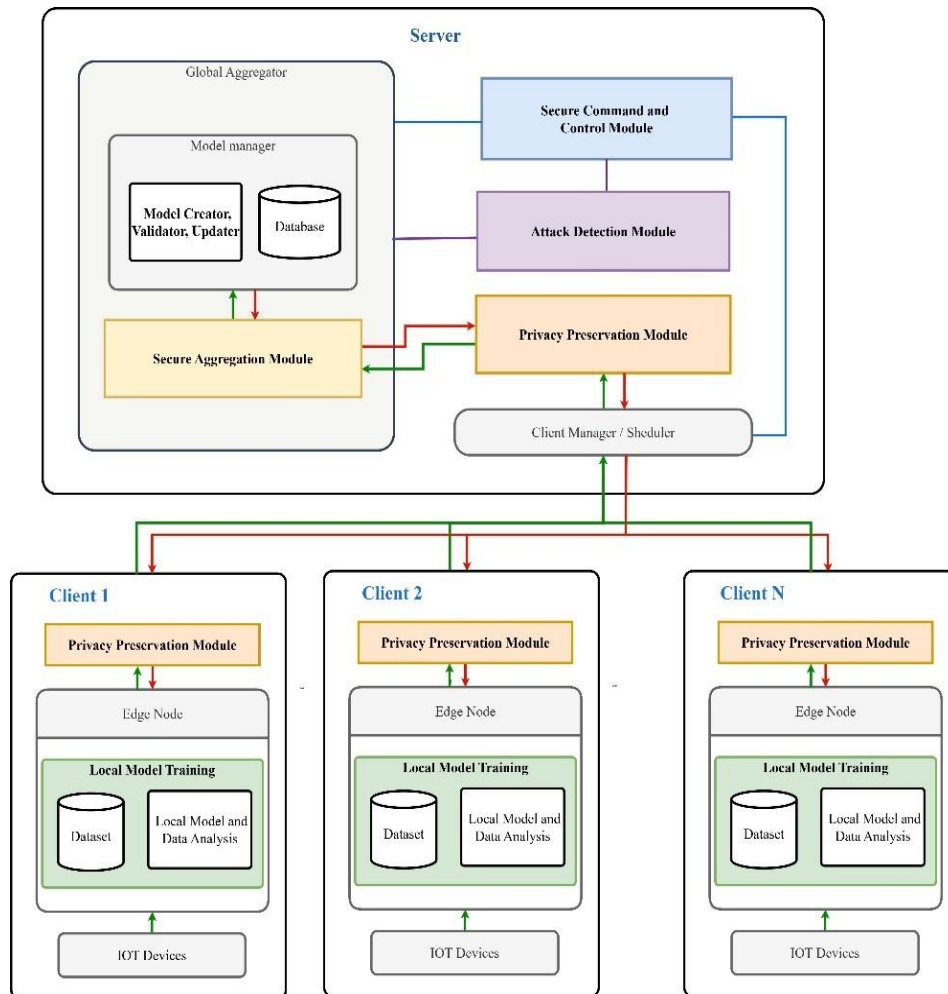 Server
Global Aggregator
Secure Command and
Control Module
Model manager
Model Creator,
Validator, Updater
Database
Attack Detection Module
Secure Aggregation Module
Privacy Preservation Module
Client Manager / Sheduler
Client 1
Privacy Preservation Module
Edge Node
Local Model Training
Dataset
Local Model and
Data Analysis
IOT Devices
Client 2
Privacy Preservation Module
Edge Node
Local Model Training
Dataset
Local Model and
Data Analysis
IOT Devices
Client N
Privacy Preservation Module
Edge Node
Local Model Training
Dataset
Local Model and
Data Analysis
IOT Devices